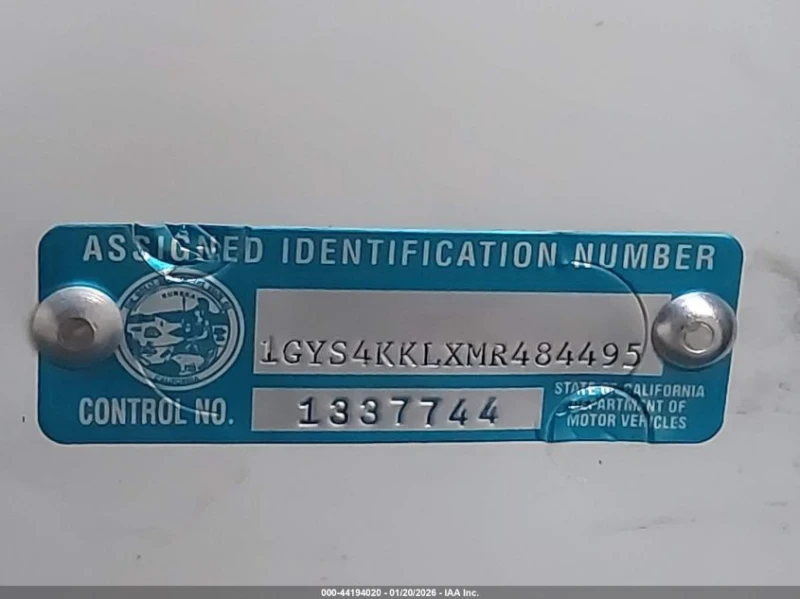 ASSIGNED IDENTIFICATION NUMBER
EUREKA
1GYS4KKLXMR484495
CONTROL NO. 1337744
STATE OF CALIFORNIA
DEPARTMENT OF
MOTOR VEHICLES
000-44194020 - 01/20/2026 - IAA Inc.